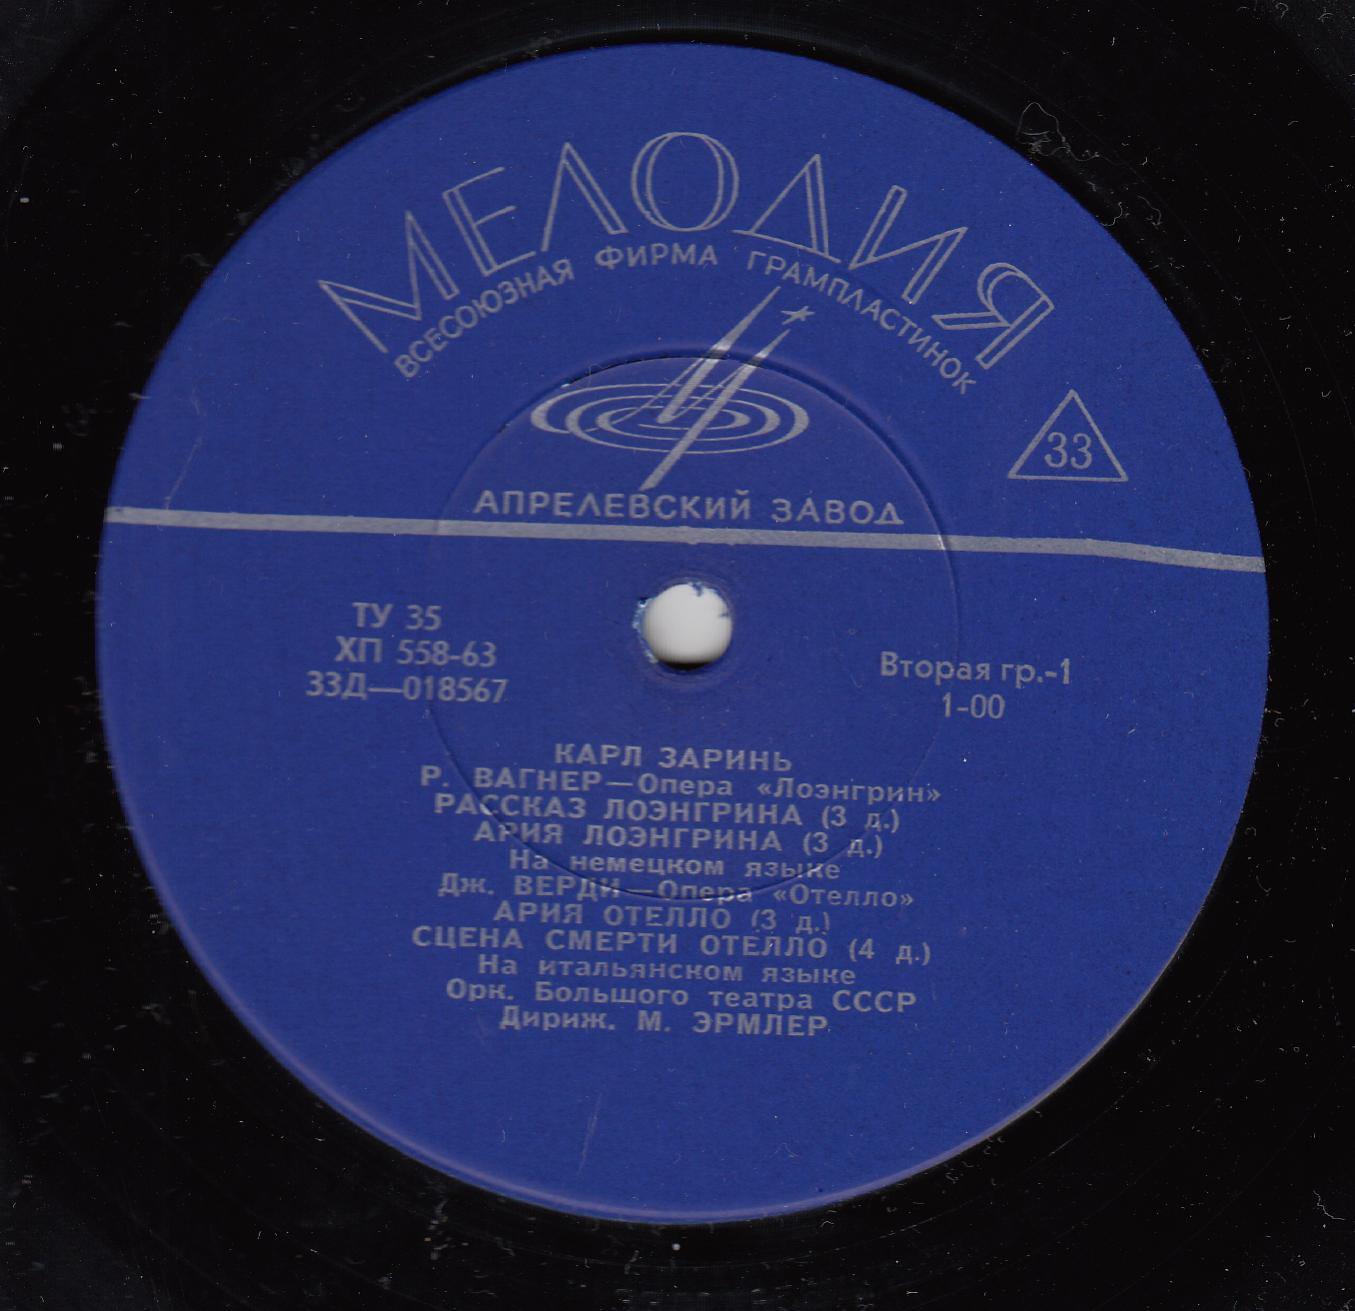 МЕЛОДИЯ
ВСЕСОЮЗНАЯ ФИРМА ГРАМПЛАСТИНОК
33
АПРЕЛЕВСКИЙ ЗАВОД
ТУ 35
ХП 558-63
33Д—018567
Вторая гр.-1
1-00
КАРЛ ЗАРИНЬ
Р. ВАГНЕР—Опера «Лоэнгрин»
РАССКАЗ ЛОЭНГРИНА (3 д.)
АРИЯ ЛОЭНГРИНА (3 д.)
На немецком языке
Дж. ВЕРДИ—Опера «Отелло»
АРИЯ ОТЕЛЛО (3 д.)
СЦЕНА СМЕРТИ ОТЕЛЛО (4 д.)
На итальянском языке
Орк. Большого театра СССР
Дириж. М. ЭРМЛЕР